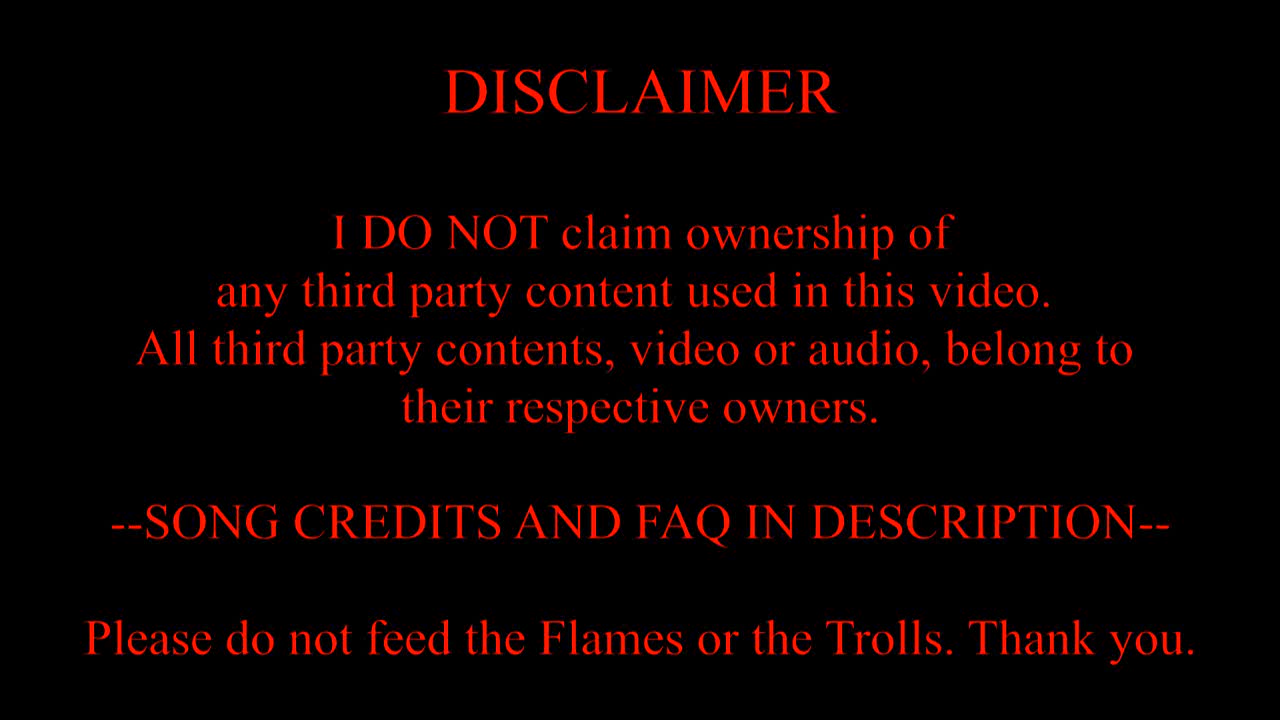 DISCLAIMER
I DO NOT claim ownership of
any third party content used in this video.
All third party contents, video or audio, belong to
their respective owners.
--SONG CREDITS AND FAQ IN DESCRIPTION--
Please do not feed the Flames or the Trolls. Thank you.